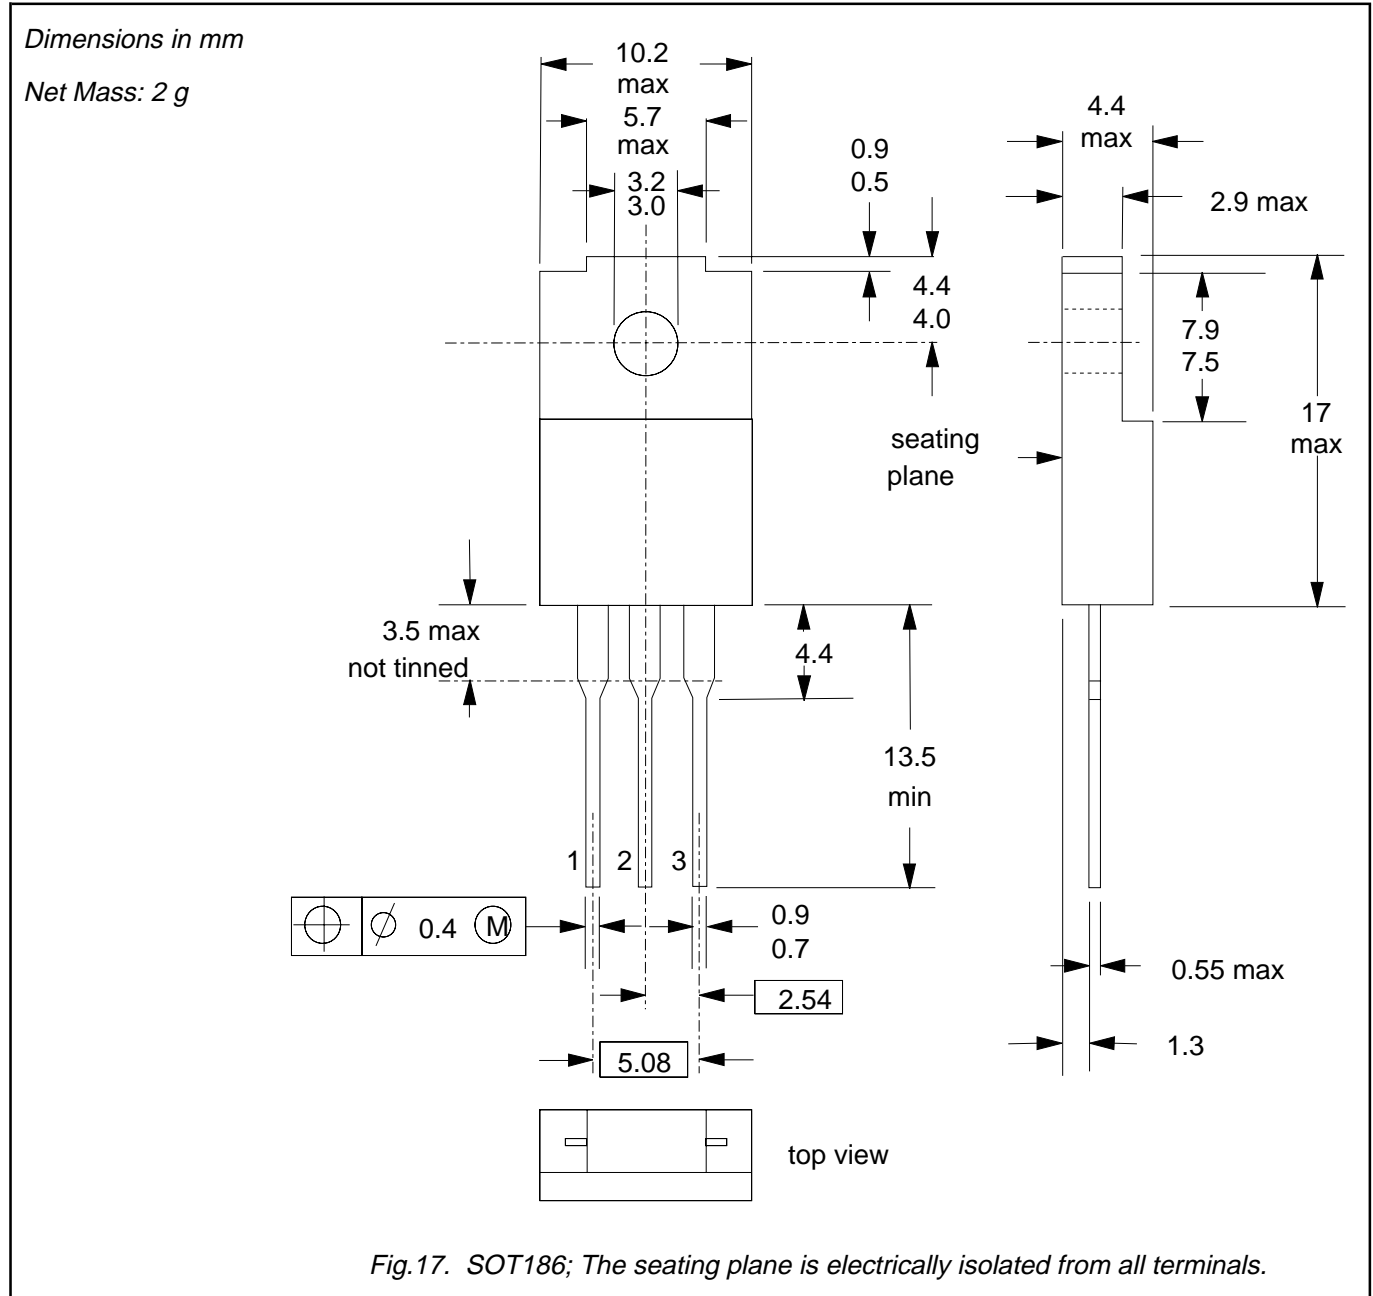 Dimensions in mm
Net Mass: 2 g
10.2
max
5.7
max
3.2
3.0
0.9
0.5
4.4
4.0
4.4
max
2.9 max
7.9
7.5
17
max
seating
plane
3.5 max
not tinned
4.4
13.5
min
1 2 3
0.4 M
0.9
0.7
2.54
5.08
0.55 max
1.3
top view
Fig.17. SOT186; The seating plane is electrically isolated from all terminals.